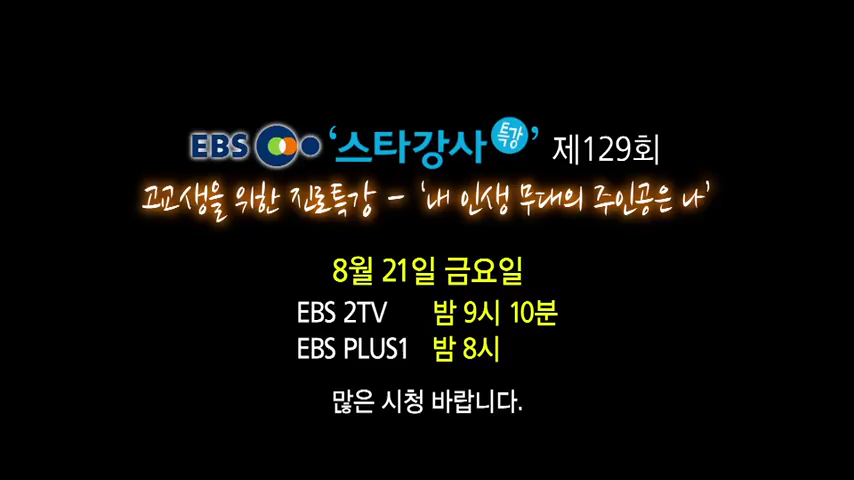 EBS '스타강사 특강' 제129회
고교생을 위한 진로특강 - '내 인생 무대의 주인공은 나'
8월 21일 금요일
EBS 2TV 밤 9시 10분
EBS PLUS1 밤 8시
많은 시청 바랍니다.